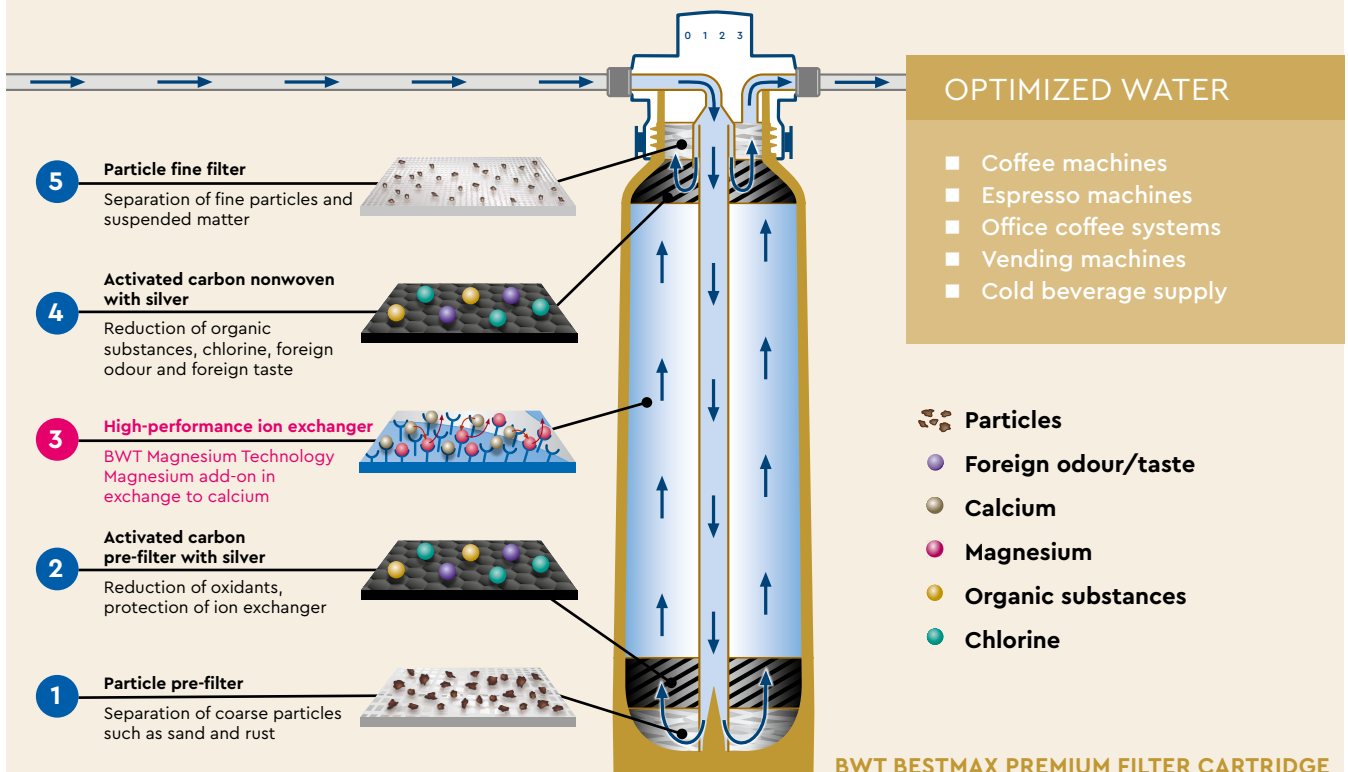 0 1 2 3
OPTIMIZED WATER
Coffee machines
Espresso machines
Office coffee systems
Vending machines
Cold beverage supply
5
Particle fine filter
Separation of fine particles and
suspended matter
4
Activated carbon nonwoven
with silver
Reduction of organic
substances, chlorine, foreign
odour and foreign taste
3
High-performance ion exchanger
BWT Magnesium Technology
Magnesium add-on in
exchange to calcium
2
Activated carbon
pre-filter with silver
Reduction of oxidants,
protection of ion exchanger
1
Particle pre-filter
Separation of coarse particles
such as sand and rust
Particles
Foreign odour/taste
Calcium
Magnesium
Organic substances
Chlorine
BWT BESTMAX PREMIUM FILTER CARTRIDGE